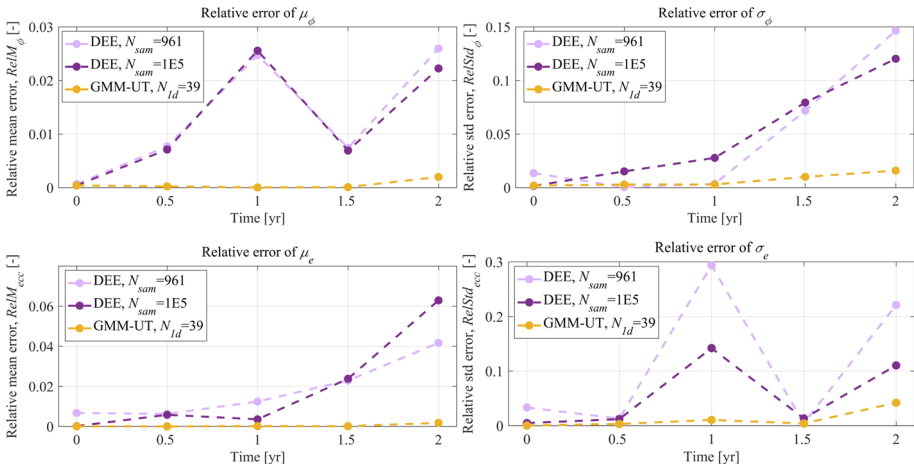 Relative error of μ_ϕ
Relative mean error, RelM_ϕ [-]
0.03
0.02
0.01
0
DEE, N_sam=961
DEE, N_sam=1E5
GMM-UT, N_1d=39
0 0.5 1 1.5 2
Time [yr]
Relative error of σ_ϕ
Relative std error, RelStd_ϕ [-]
0.15
0.1
0.05
0
DEE, N_sam=961
DEE, N_sam=1E5
GMM-UT, N_1d=39
0 0.5 1 1.5 2
Time [yr]
Relative error of μ_e
Relative mean error, RelM_ecc [-]
0.06
0.04
0.02
0
DEE, N_sam=961
DEE, N_sam=1E5
GMM-UT, N_1d=39
0 0.5 1 1.5 2
Time [yr]
Relative error of σ_e
Relative std error, RelStd_ecc [-]
0.3
0.2
0.1
0
DEE, N_sam=961
DEE, N_sam=1E5
GMM-UT, N_1d=39
0 0.5 1 1.5 2
Time [yr]